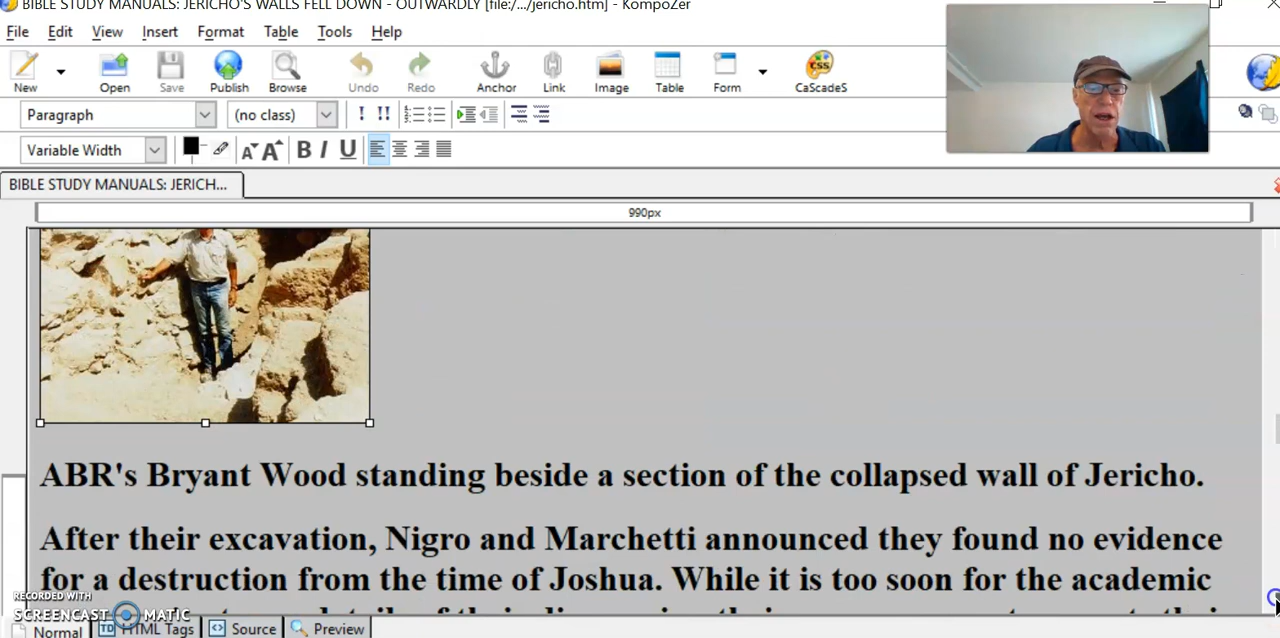 BIBLE STUDY MANUALS: JERICHO'S WALLS FELL DOWN - OUTWARDLY [file:/.../jericho.htm] - KompoZer
File Edit View Insert Format Table Tools Help
New Open Save Publish Browse Undo Redo Anchor Link Image Table Form CaScadeS
Paragraph (no class)
Variable Width
BIBLE STUDY MANUALS: JERICH...
990px
ABR's Bryant Wood standing beside a section of the collapsed wall of Jericho.
After their excavation, Nigro and Marchetti announced they found no evidence
for a destruction from the time of Joshua. While it is too soon for the academic
RECORDED WITH
SCREENCAST MATIC
Normal HTML Tags Source Preview